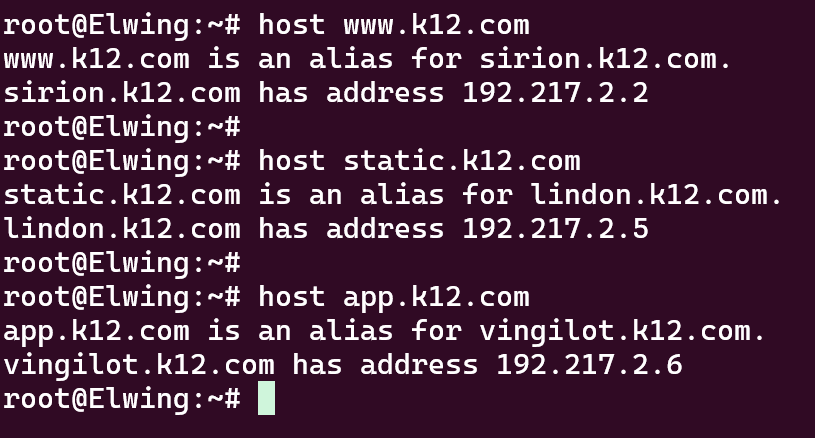 root@Elwing:~# host www.k12.com
www.k12.com is an alias for sirion.k12.com.
sirion.k12.com has address 192.217.2.2
root@Elwing:~#
root@Elwing:~# host static.k12.com
static.k12.com is an alias for lindon.k12.com.
lindon.k12.com has address 192.217.2.5
root@Elwing:~#
root@Elwing:~# host app.k12.com
app.k12.com is an alias for vingilot.k12.com.
vingilot.k12.com has address 192.217.2.6
root@Elwing:~#